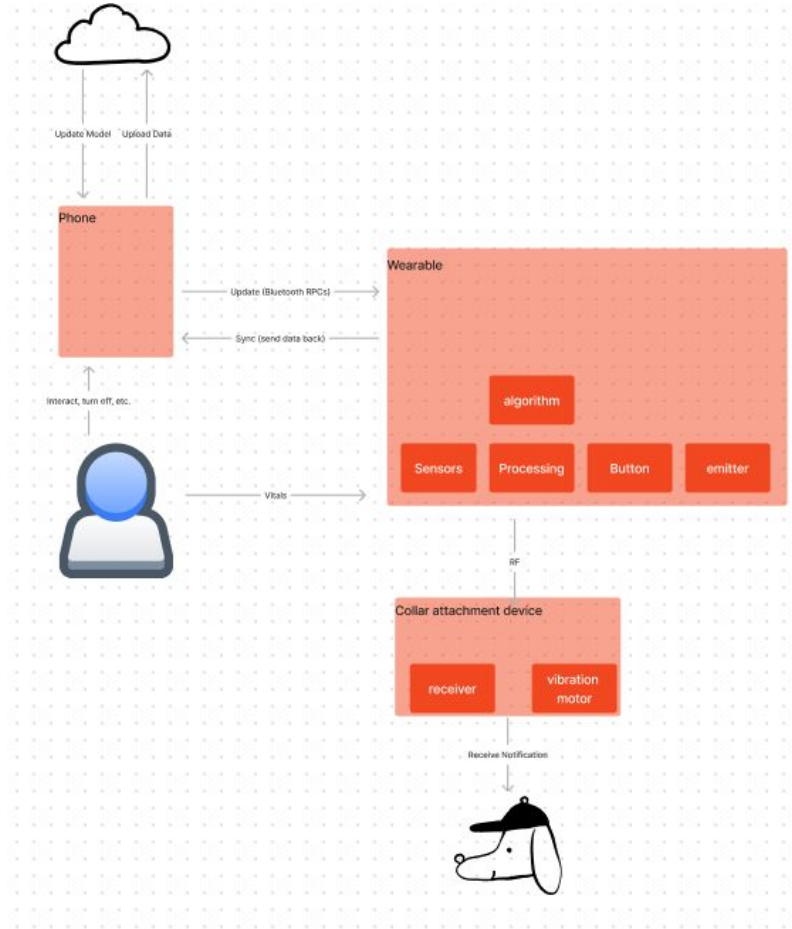 Update Model
Upload Data
Phone
Wearable
Update (Bluetooth RPCs)
Sync (send data back)
algorithm
Interact, turn off, etc.
Sensors
Processing
Button
emitter
Vitals
RF
Collar attachment device
receiver
vibration
motor
Receive Notification